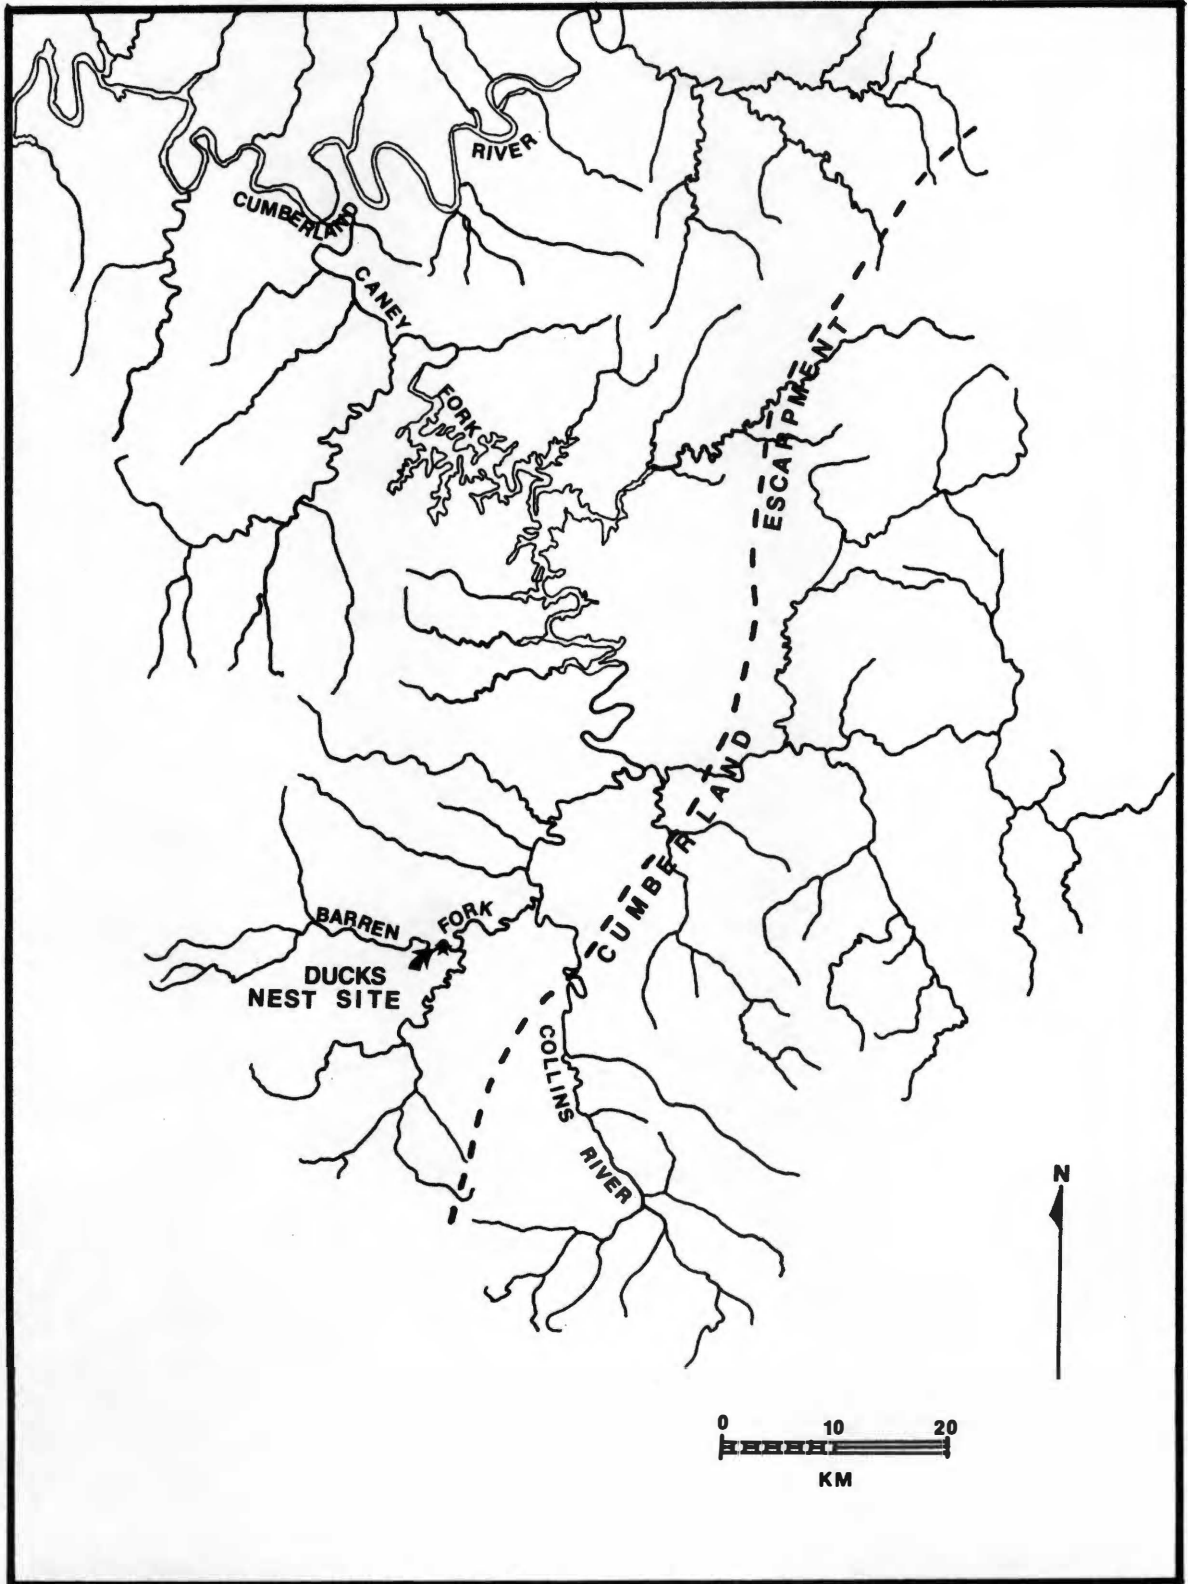 RIVER
CUMBERLAND
CANEY
FORK
ESCARPMENT
CUMBERLAND
BARREN FORK
DUCKS
NEST SITE
COLLINS
RIVER
N
0 10 20
KM